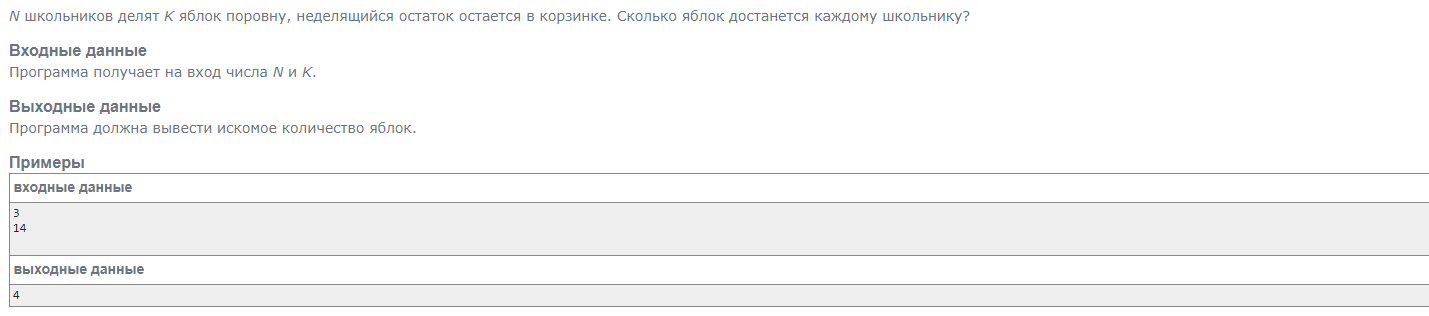 N школьников делят K яблок поровну, неделящийся остаток остается в корзинке. Сколько яблок достанется каждому школьнику?
Входные данные
Программа получает на вход числа N и K.
Выходные данные
Программа должна вывести искомое количество яблок.
Примеры
входные данные
3
14
выходные данные
4